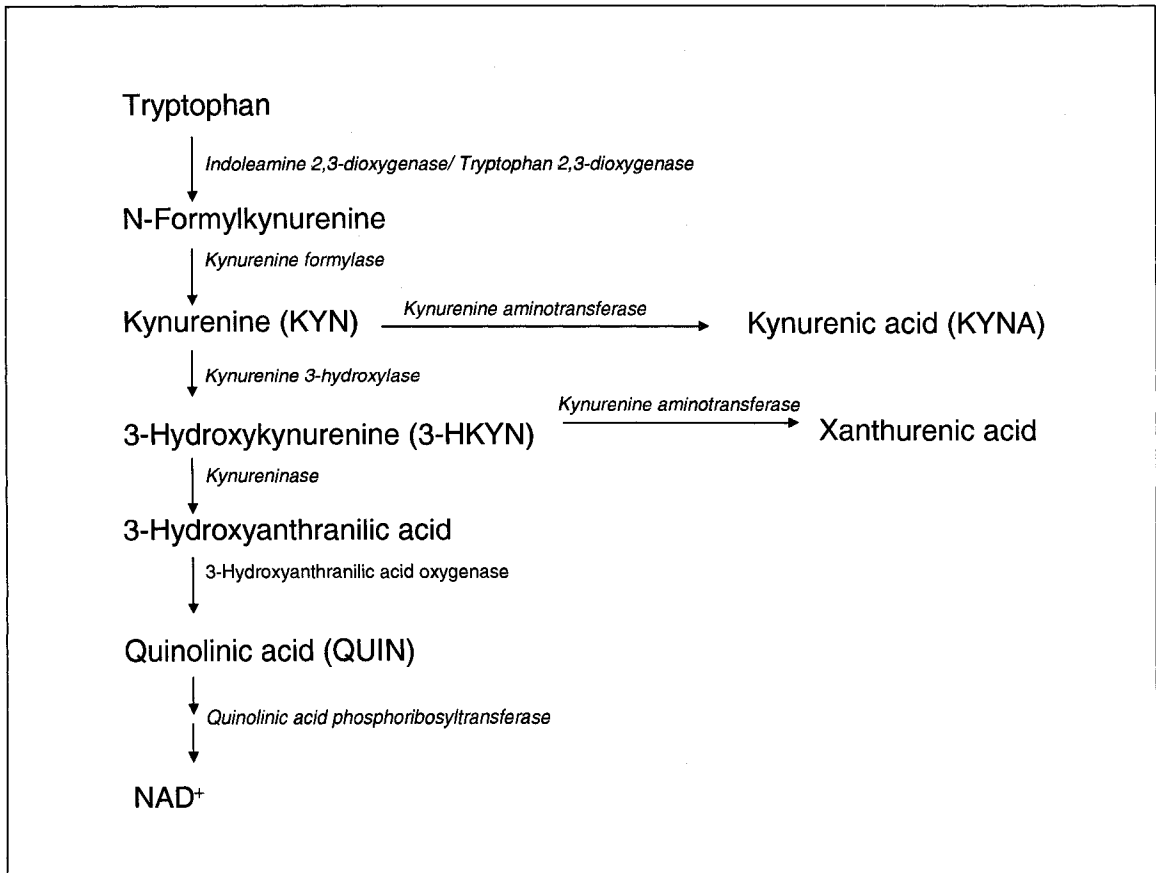 Tryptophan
Indoleamine 2,3-dioxygenase/ Tryptophan 2,3-dioxygenase
N-Formylkynurenine
Kynurenine formylase
Kynurenine (KYN)
Kynurenine aminotransferase
Kynurenic acid (KYNA)
Kynurenine 3-hydroxylase
3-Hydroxykynurenine (3-HKYN)
Kynurenine aminotransferase
Xanthurenic acid
Kynureninase
3-Hydroxyanthranilic acid
3-Hydroxyanthranilic acid oxygenase
Quinolinic acid (QUIN)
Quinolinic acid phosphoribosyltransferase
NAD⁺